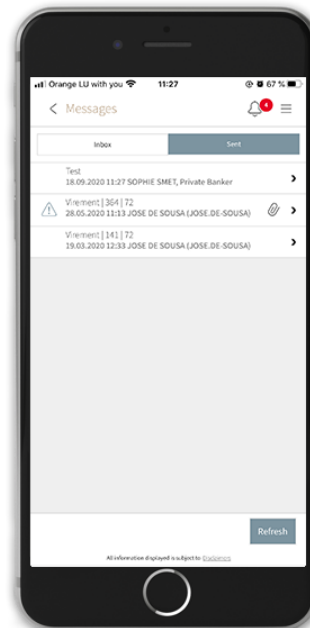 Orange LU with you 11:27 67 %
Messages 4
Inbox Sent
Test
18.09.2020 11:27 SOPHIE SMET, Private Banker
Virement | 364 | 72
28.05.2020 11:13 JOSE DE SOUSA (JOSE.DE-SOUSA)
Virement | 141 | 72
19.03.2020 12:33 JOSE DE SOUSA (JOSE.DE-SOUSA)
Refresh
All information displayed is subject to Disclaimers